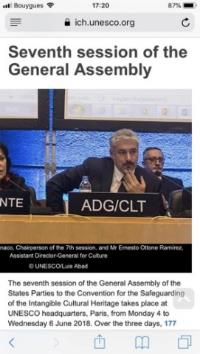 Bouygues
17:20
87%
ich.unesco.org
Seventh session of the
General Assembly
NTE
ADG/CLT
naco, Chairperson of the 7th session, and Mr Ernesto Ottone Ramirez,
Assistant Director-General for Culture
© UNESCO/Luis Abad
The seventh session of the General Assembly of the
States Parties to the Convention for the Safeguarding
of the Intangible Cultural Heritage takes place at
UNESCO headquarters, Paris, from Monday 4 to
Wednesday 6 June 2018. Over the three days, 177